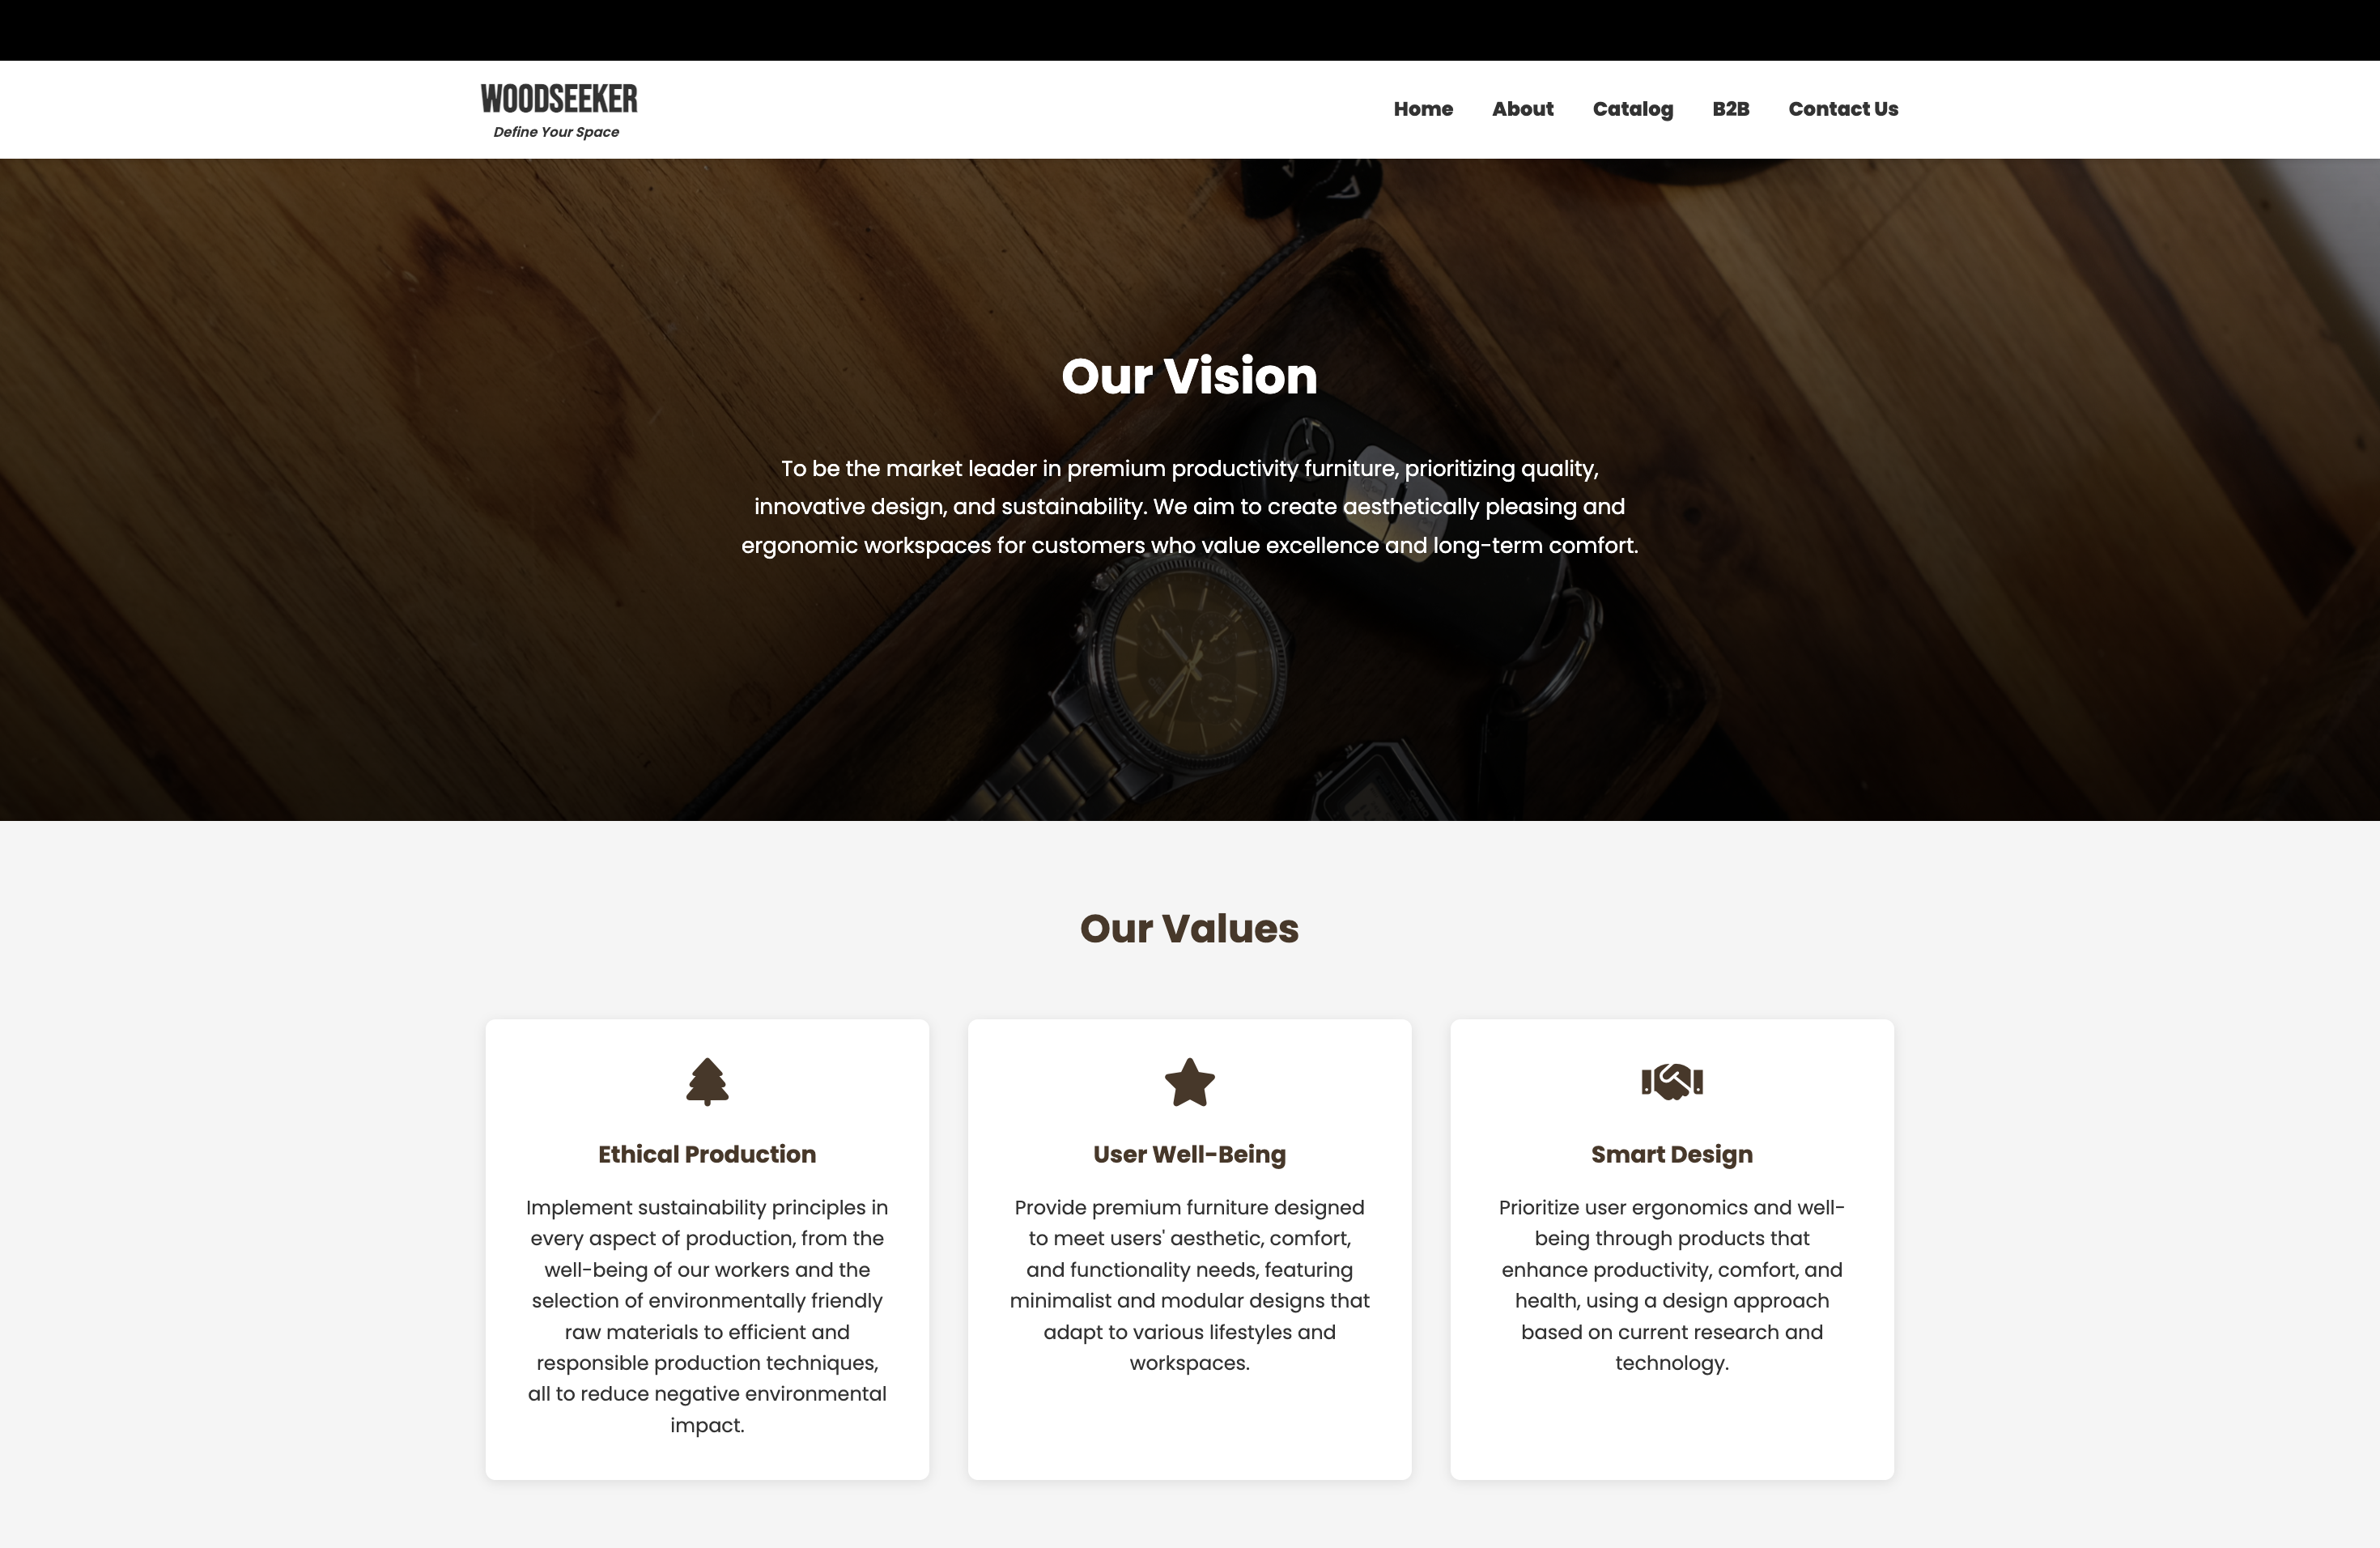 WOODSEEKER
Define Your Space
Home About Catalog B2B Contact Us
Our Vision
To be the market leader in premium productivity furniture, prioritizing quality,
innovative design, and sustainability. We aim to create aesthetically pleasing and
ergonomic workspaces for customers who value excellence and long-term comfort.
Our Values
Ethical Production
Implement sustainability principles in
every aspect of production, from the
well-being of our workers and the
selection of environmentally friendly
raw materials to efficient and
responsible production techniques,
all to reduce negative environmental
impact.
User Well-Being
Provide premium furniture designed
to meet users' aesthetic, comfort,
and functionality needs, featuring
minimalist and modular designs that
adapt to various lifestyles and
workspaces.
Smart Design
Prioritize user ergonomics and well-
being through products that
enhance productivity, comfort, and
health, using a design approach
based on current research and
technology.